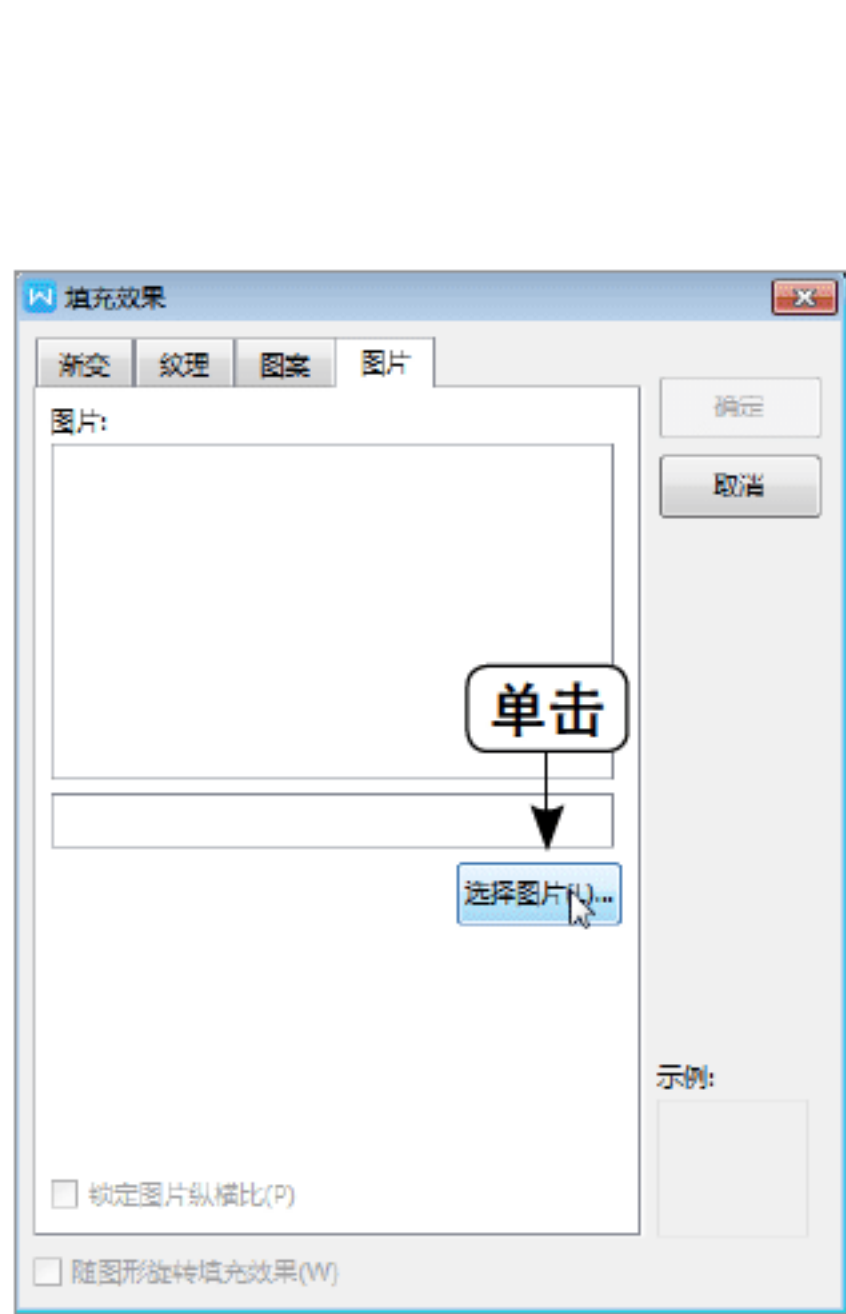 填充效果
渐变 纹理 图案 图片
确定
图片:
取消
单击
选择图片(L)...
示例:
锁定图片纵横比(P)
随图形旋转填充效果(W)